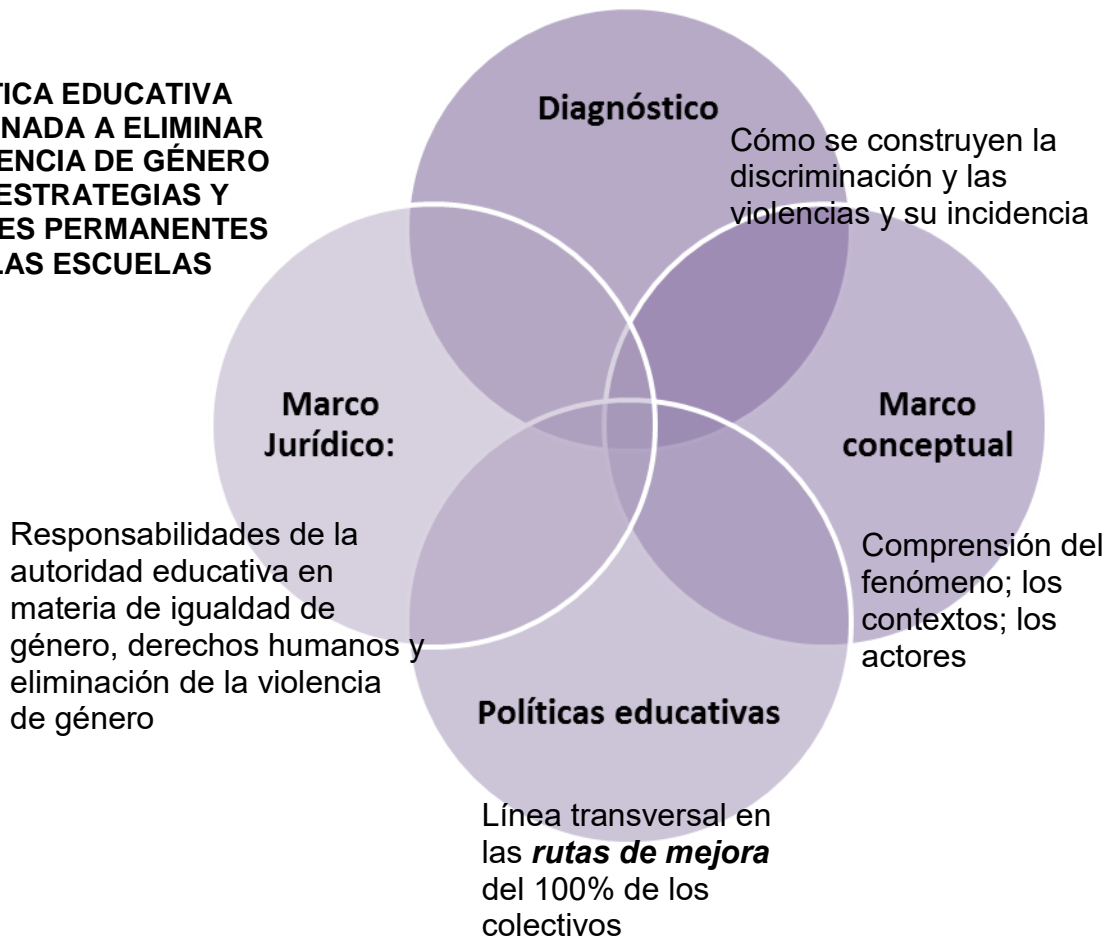 TICA EDUCATIVA
NADA A ELIMINAR
ENCIA DE GÉNERO
ESTRATEGIAS Y
ES PERMANENTES
LAS ESCUELAS
Diagnóstico
Cómo se construyen la
discriminación y las
violencias y su incidencia
Marco
Jurídico:
Responsabilidades de la
autoridad educativa en
materia de igualdad de
género, derechos humanos y
eliminación de la violencia
de género
Marco
conceptual
Comprensión del
fenómeno; los
contextos; los
actores
Políticas educativas
Línea transversal en
las rutas de mejora
del 100% de los
colectivos